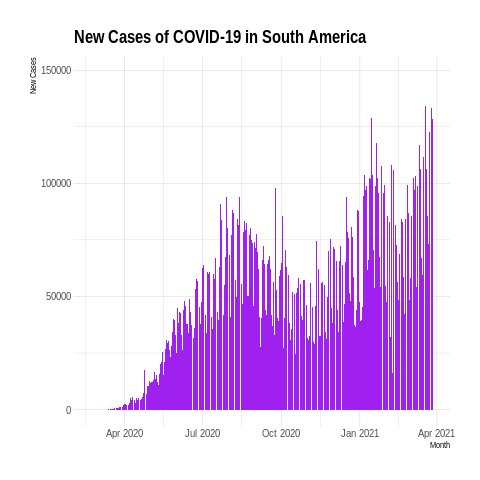 New Cases of COVID-19 in South America
New Cases
150000
100000
50000
0
Apr 2020 Jul 2020 Oct 2020 Jan 2021 Apr 2021
Month